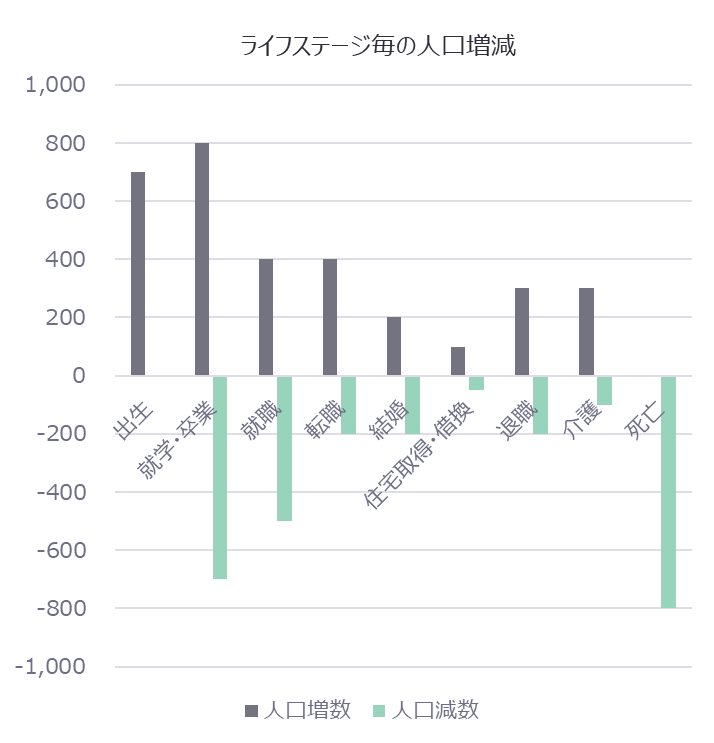 ライフステージ毎の人口増減
1,000
800
600
400
200
0
-200
-400
-600
-800
-1,000
出生
就学・卒業
就職
転職
結婚
住宅取得・借換
退職
介護
死亡
人口増数
人口減数